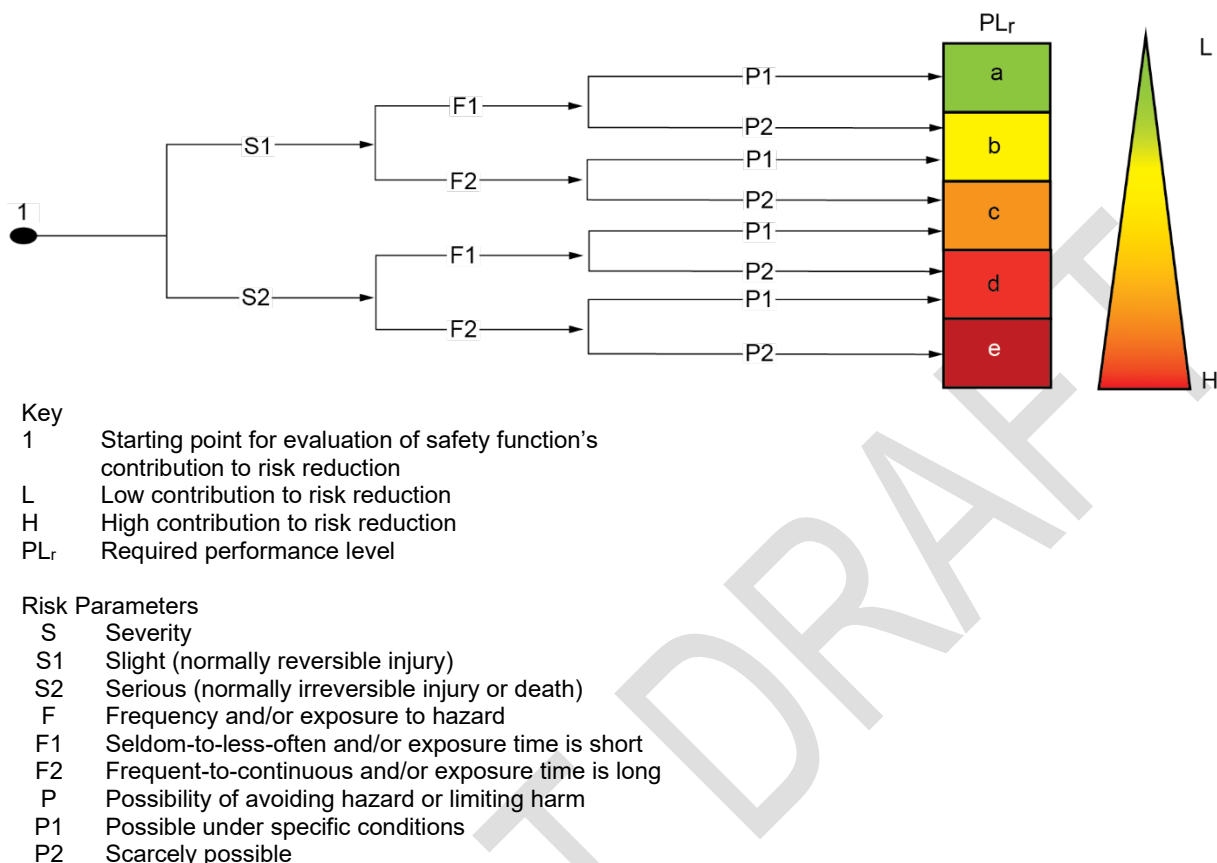 PLr
L
P1
a
F1
P2
S1
P1
b
F2
P2
c
1
P1
F1
P2
d
S2
P1
F2
P2
e
H
Key
1 Starting point for evaluation of safety function's
contribution to risk reduction
L Low contribution to risk reduction
H High contribution to risk reduction
PLr Required performance level
Risk Parameters
S Severity
S1 Slight (normally reversible injury)
S2 Serious (normally irreversible injury or death)
F Frequency and/or exposure to hazard
F1 Seldom-to-less-often and/or exposure time is short
F2 Frequent-to-continuous and/or exposure time is long
P Possibility of avoiding hazard or limiting harm
P1 Possible under specific conditions
P2 Scarcely possible
T DRAFT